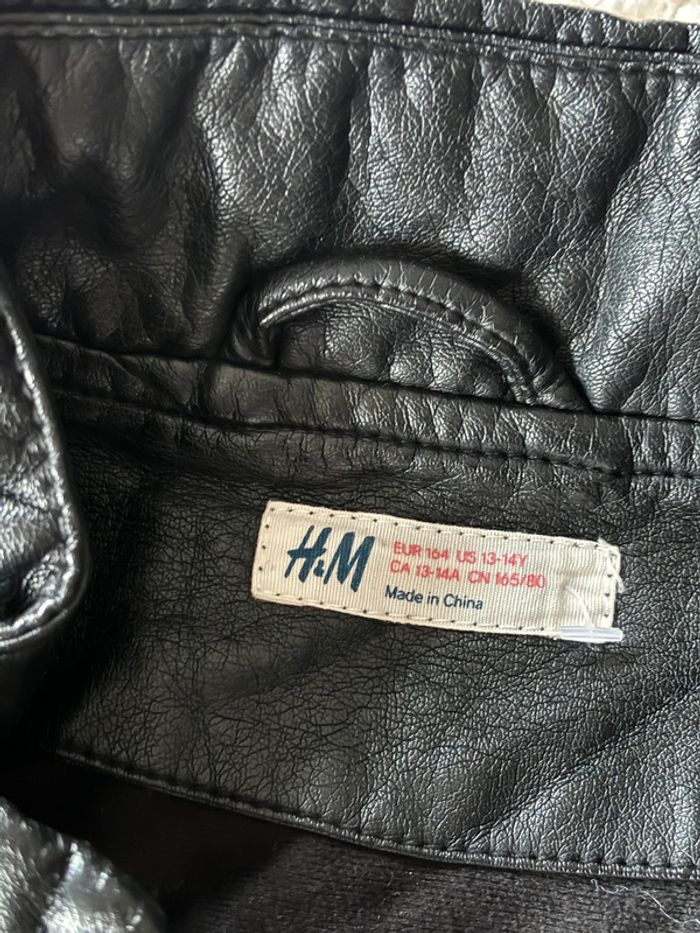 H&M
EUR 164 US 13-14Y
CA 13-14A CN 165/80
Made in China